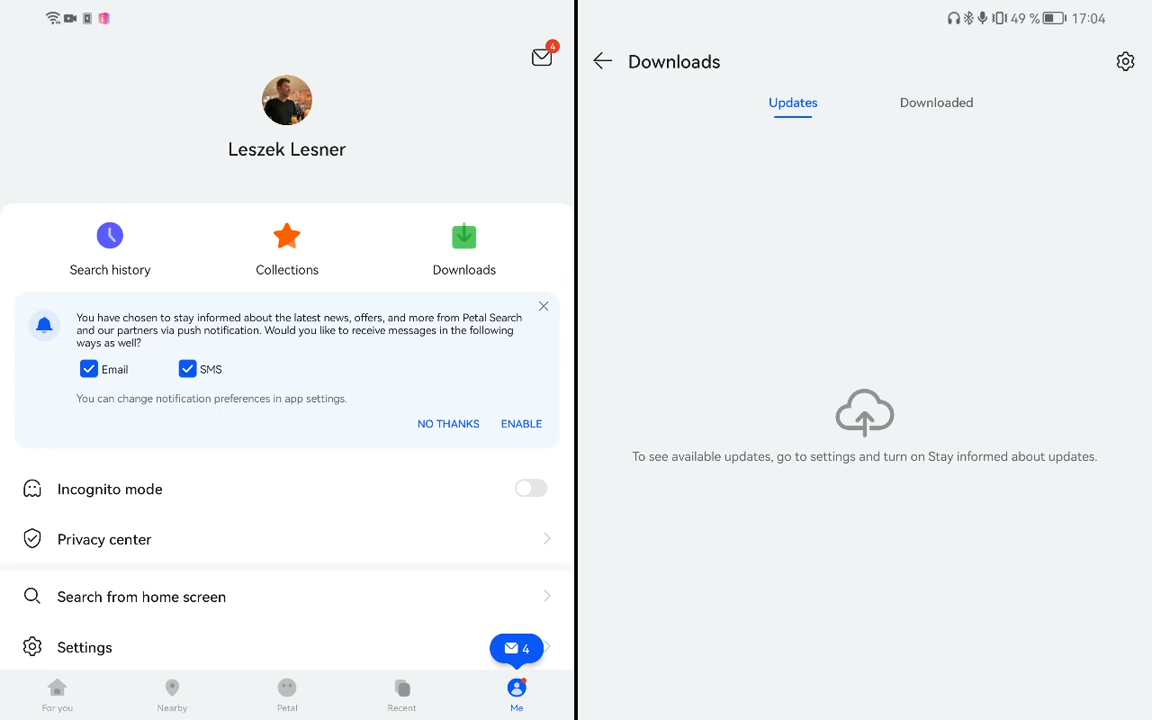 4
Leszek Lesner
Search history
Collections
Downloads
You have chosen to stay informed about the latest news, offers, and more from Petal Search
and our partners via push notification. Would you like to receive messages in the following
ways as well?
Email
SMS
You can change notification preferences in app settings.
NO THANKS
ENABLE
Incognito mode
Privacy center
Search from home screen
Settings
4
For you
Nearby
Petal
Recent
Me
49 %
17:04
Downloads
Updates
Downloaded
To see available updates, go to settings and turn on Stay informed about updates.